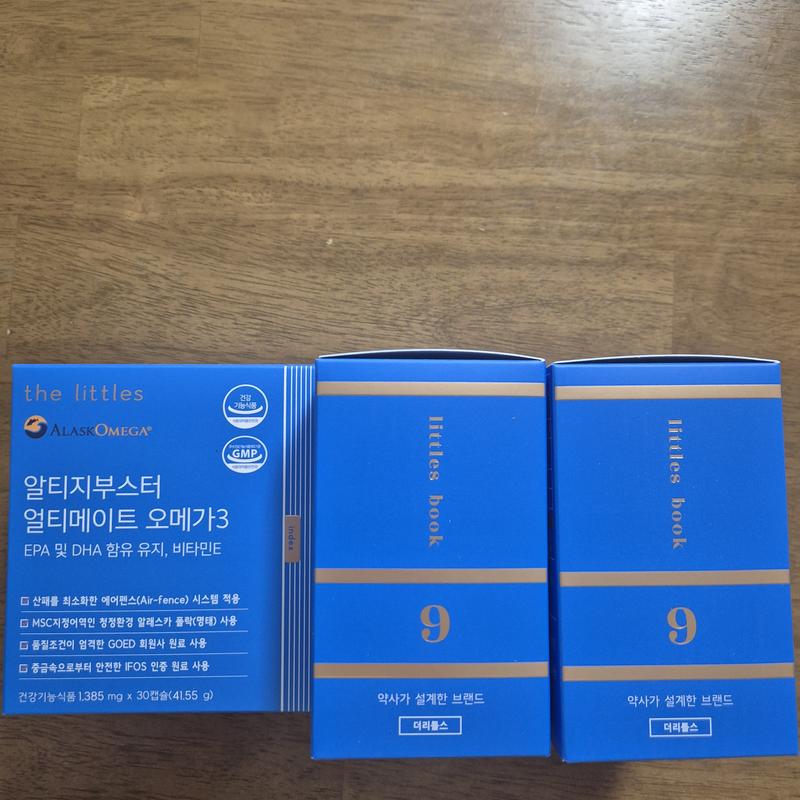 the littles
ALASKOMEGA®
건강
기능식품
GMP
알티지부스터
얼티메이트 오메가3
EPA 및 DHA 함유 유지, 비타민E
index
산패를 최소화한 에어펜스(Air-fence) 시스템 적용
MSC지정어역인 청정환경 알래스카 폴락(명태) 사용
품질조건이 엄격한 GOED 회원사 원료 사용
중금속으로부터 안전한 IFOS 인증 원료 사용
건강기능식품 1,385 mg x 30캡슐(41.55 g)
littles book
9
약사가 설계한 브랜드
더리틀스
littles book
9
약사가 설계한 브랜드
더리틀스